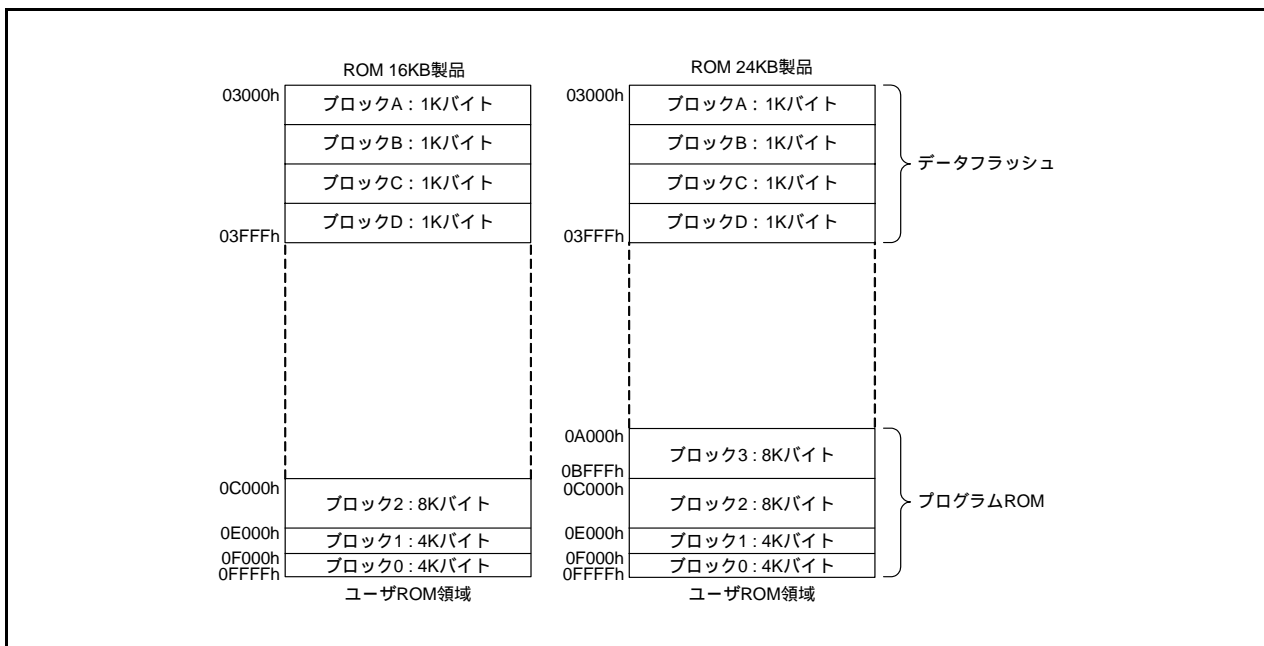 ROM 16KB製品
03000h
ブロックA : 1Kバイト
ブロックB : 1Kバイト
ブロックC : 1Kバイト
ブロックD : 1Kバイト
03FFFh
0C000h
ブロック2 : 8Kバイト
0E000h
ブロック1 : 4Kバイト
0F000h
ブロック0 : 4Kバイト
0FFFFh
ユーザROM領域
ROM 24KB製品
03000h
ブロックA : 1Kバイト
ブロックB : 1Kバイト
ブロックC : 1Kバイト
ブロックD : 1Kバイト
03FFFh
データフラッシュ
0A000h
ブロック3 : 8Kバイト
0BFFFh
0C000h
ブロック2 : 8Kバイト
0E000h
ブロック1 : 4Kバイト
0F000h
ブロック0 : 4Kバイト
0FFFFh
プログラムROM
ユーザROM領域